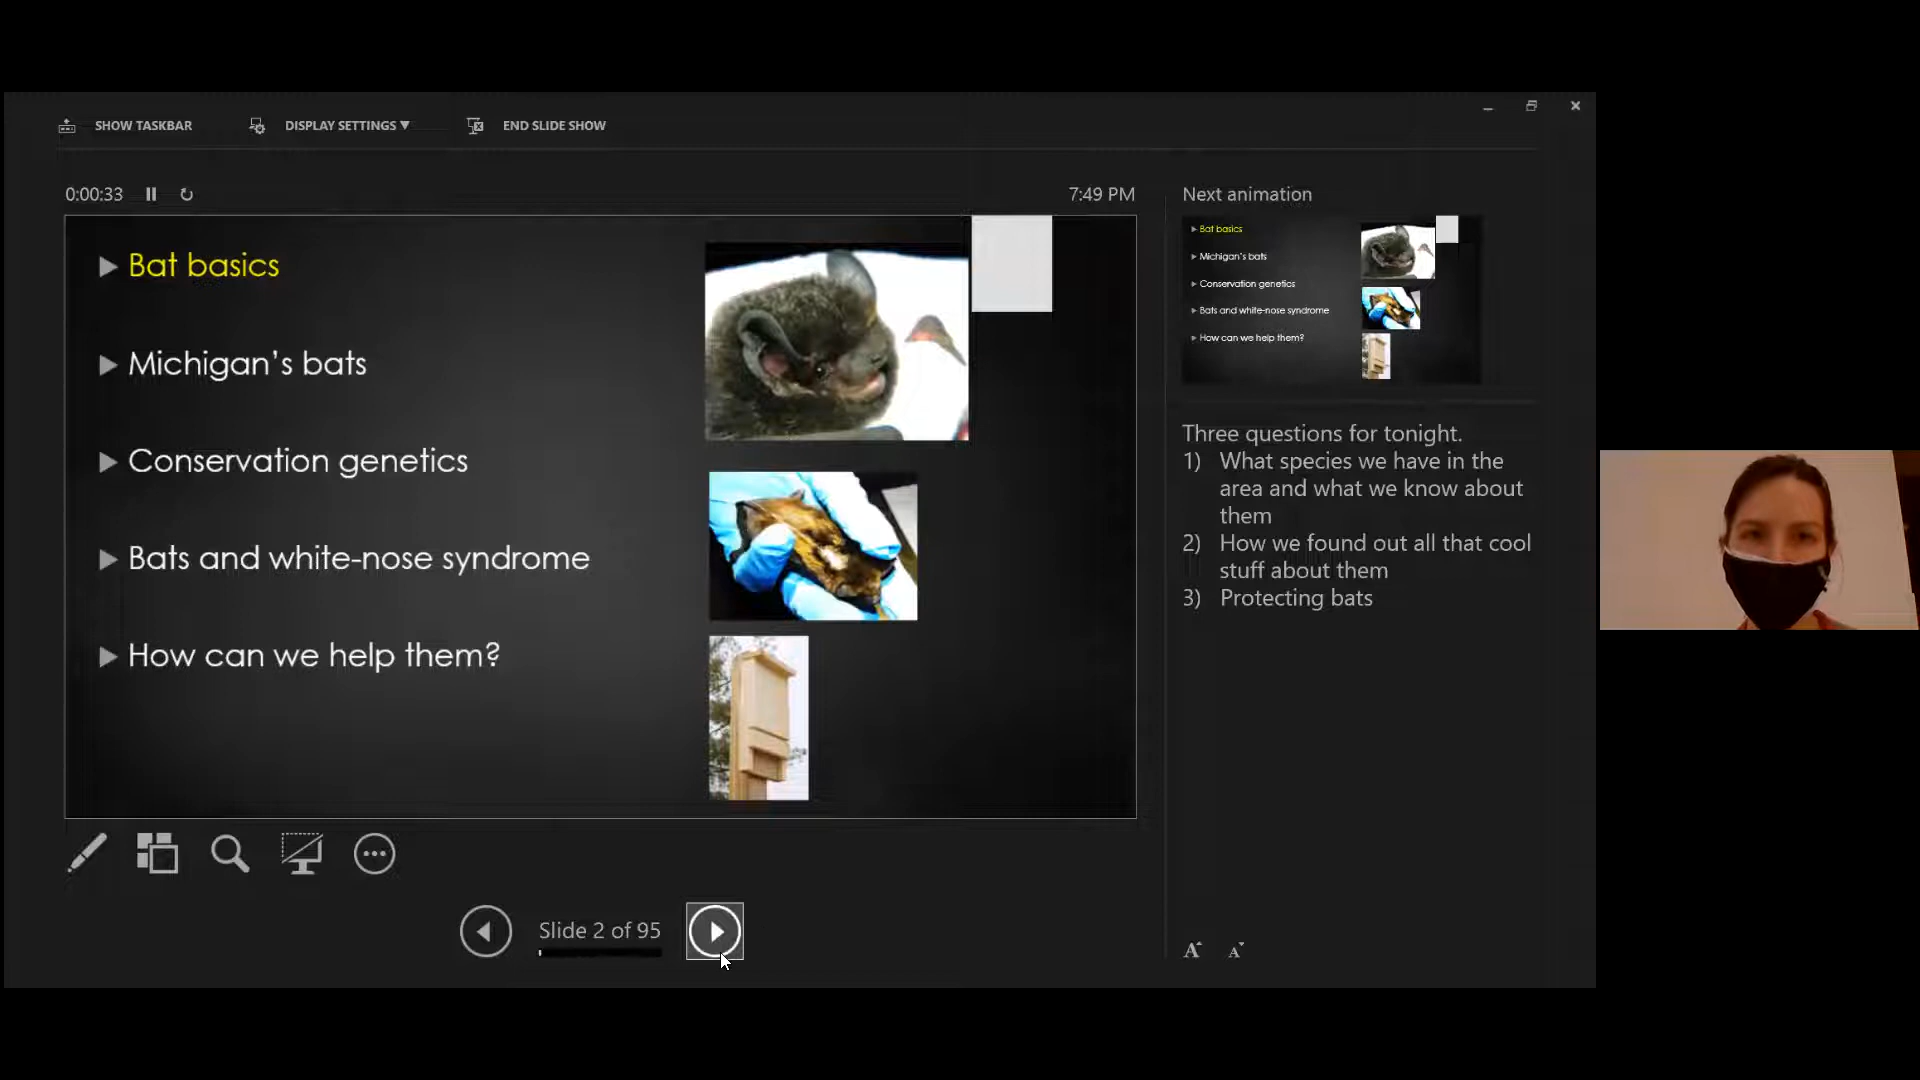 SHOW TASKBAR
DISPLAY SETTINGS ▼
END SLIDE SHOW
0:00:33
7:49 PM
Bat basics
Michigan's bats
Conservation genetics
Bats and white-nose syndrome
How can we help them?
Next animation
Bat basics
Michigan's bats
Conservation genetics
Bats and white-nose syndrome
How can we help them?
Three questions for tonight.
1) What species we have in the
area and what we know about
them
2) How we found out all that cool
stuff about them
3) Protecting bats
Slide 2 of 95
A A